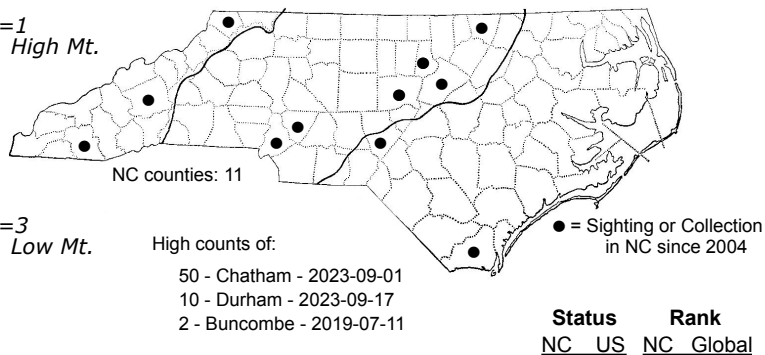 =1
High Mt.
NC counties: 11
=3
Low Mt.
High counts of:
50 - Chatham - 2023-09-01
10 - Durham - 2023-09-17
2 - Buncombe - 2019-07-11
● = Sighting or Collection
in NC since 2004
Status Rank
NC US NC Global